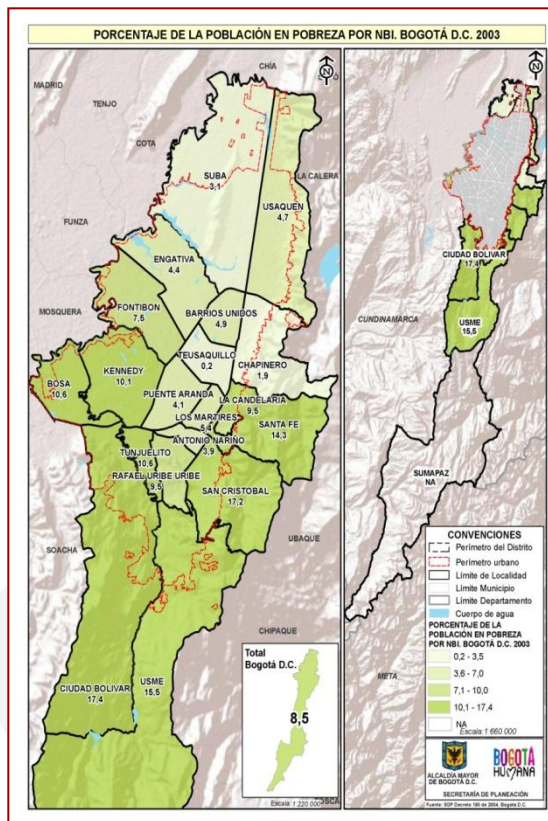 PORCENTAJE DE LA POBLACIÓN EN POBREZA POR NBI. BOGOTÁ D.C. 2003
CHÍA
MADRID
TENJO
COTA
SUBA
3,1
LA CALERA
USAQUEN
4,7
FUNZA
ENGATIVA
4,4
MOSQUERA
FONTIBON
7,5
BARRIOS UNIDOS
4,9
TEUSAQUILLO
0,2
CHAPINERO
1,9
BOSA
10,6
KENNEDY
10,1
PUENTE ARANDA
4,1
LA CANDELARIA
9,5
LOS MARTIRES
5,4
SANTA FE
14,3
ANTONIO NARIÑO
3,9
TUNJUELITO
10,6
RAFAEL URIBE URIBE
9,5
SAN CRISTOBAL
17,2
SOACHA
UBAQUE
CHIPAQUE
CIUDAD BOLIVAR
17,4
USME
15,5
Total
Bogotá D.C.
8,5
Escala: 1:220.000
N
CIUDAD BOLIVAR
17,4
CUNDINAMARCA
USME
15,5
SUMAPAZ
NA
META
CONVENCIONES
Perímetro del Distrito
Perímetro urbano
Límite de Localidad
Límite Municipio
Límite Departamento
Cuerpo de agua
PORCENTAJE DE LA
POBLACIÓN EN POBREZA
POR NBI. BOGOTÁ D.C. 2003
0,2 - 3,5
3,6 - 7,0
7,1 - 10,0
10,1 - 17,4
NA
Escala:1:660.000
ALCALDÍA MAYOR
DE BOGOTÁ D.C.
BOGOTÁ
HUMANA
SECRETARÍA DE PLANEACIÓN
Fuente: SDP Decreto 190 de 2004, Bogota D.C.